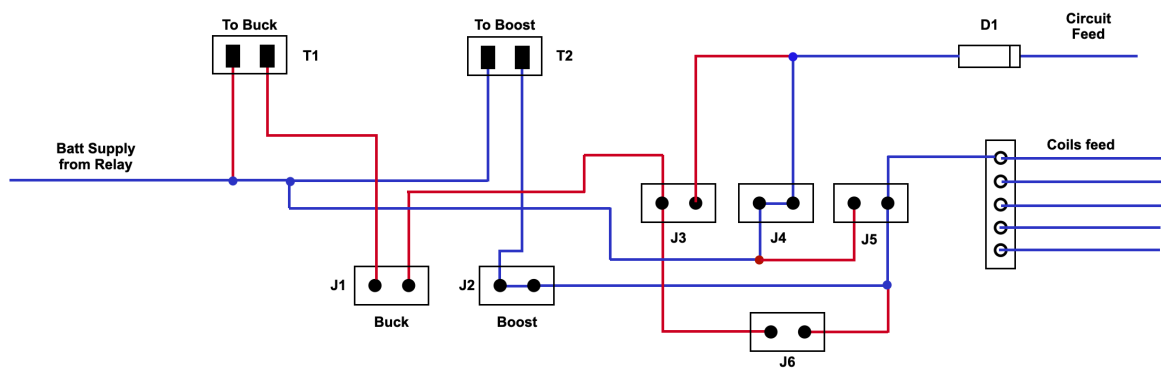 To Buck
T1
To Boost
T2
D1
Circuit
Feed
Batt Supply
from Relay
Coils feed
J3
J4
J5
J1
Buck
J2
Boost
J6